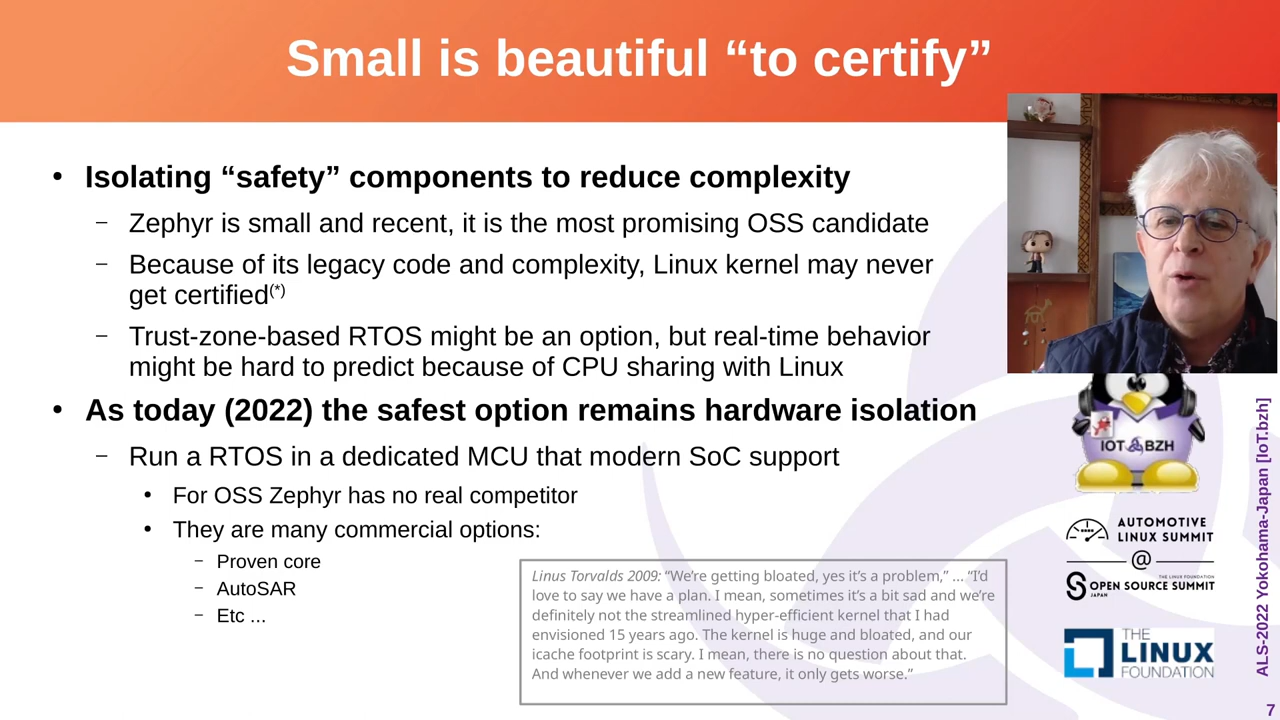 Small is beautiful “to certify”
• Isolating “safety” components to reduce complexity
– Zephyr is small and recent, it is the most promising OSS candidate
– Because of its legacy code and complexity, Linux kernel may never
get certified(*)
– Trust-zone-based RTOS might be an option, but real-time behavior
might be hard to predict because of CPU sharing with Linux
• As today (2022) the safest option remains hardware isolation
– Run a RTOS in a dedicated MCU that modern SoC support
• For OSS Zephyr has no real competitor
• They are many commercial options:
– Proven core
– AutoSAR
– Etc ...
Linus Torvalds 2009: “We’re getting bloated, yes it’s a problem,” ... “I’d
love to say we have a plan. I mean, sometimes it’s a bit sad and we’re
definitely not the streamlined hyper-efficient kernel that I had
envisioned 15 years ago. The kernel is huge and bloated, and our
icache footprint is scary. I mean, there is no question about that.
And whenever we add a new feature, it only gets worse.”
IOT BZH
AUTOMOTIVE
LINUX SUMMIT
@
THE LINUX FOUNDATION
OPEN SOURCE SUMMIT
JAPAN
THE
LINUX
FOUNDATION
ALS-2022 Yokohama-Japan [IoT.bzh]
7